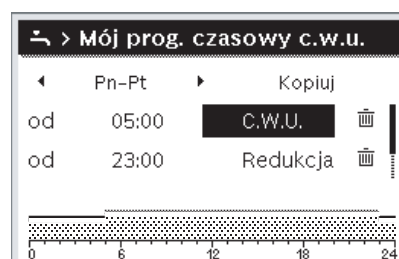 > Mój prog. czasowy c.w.u.
Pn-Pt Kopiuj
od 05:00 C.W.U.
od 23:00 Redukcja
0 6 12 18 24